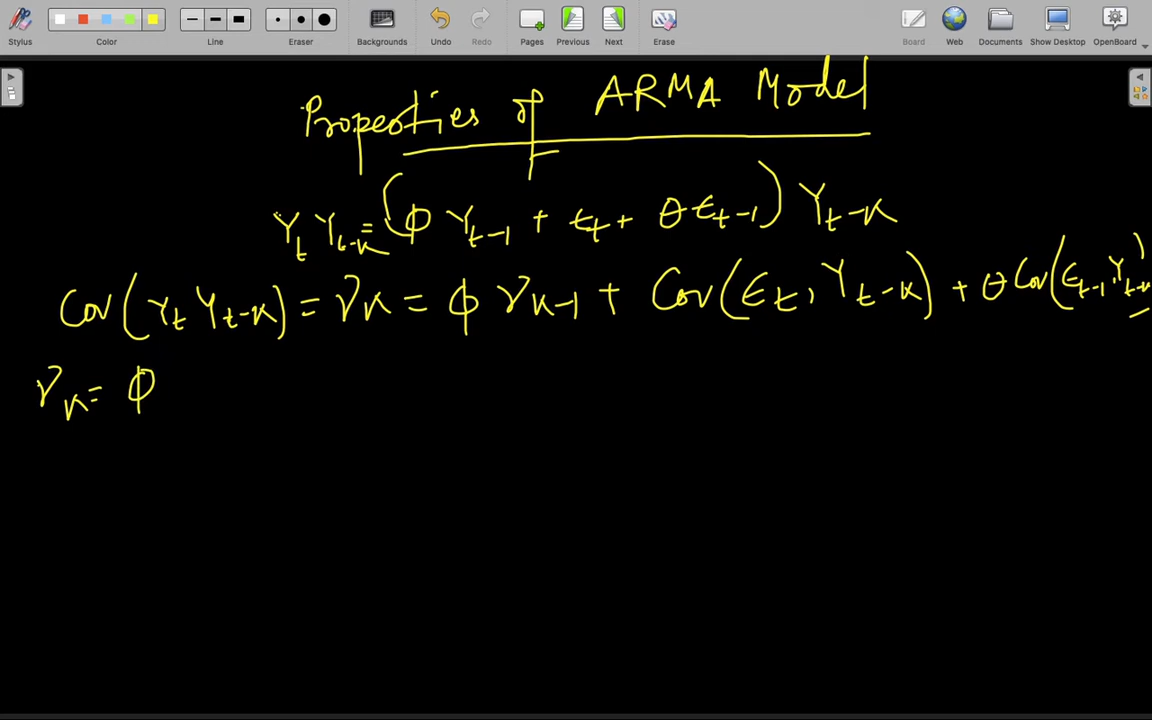 Stylus Color Line Eraser Backgrounds Undo Redo Pages Previous Next Erase Board Web Documents Show Desktop OpenBoard
Properties of ARMA Model
Y_t Y_{t-k} = (φ Y_{t-1} + ε_t + θ ε_{t-1}) Y_{t-k}
Cov(Y_t Y_{t-k}) = γ_k = φ γ_{k-1} + Cov(ε_t, Y_{t-k}) + θ Cov(ε_{t-1}, Y_{t-k})
γ_k = φ